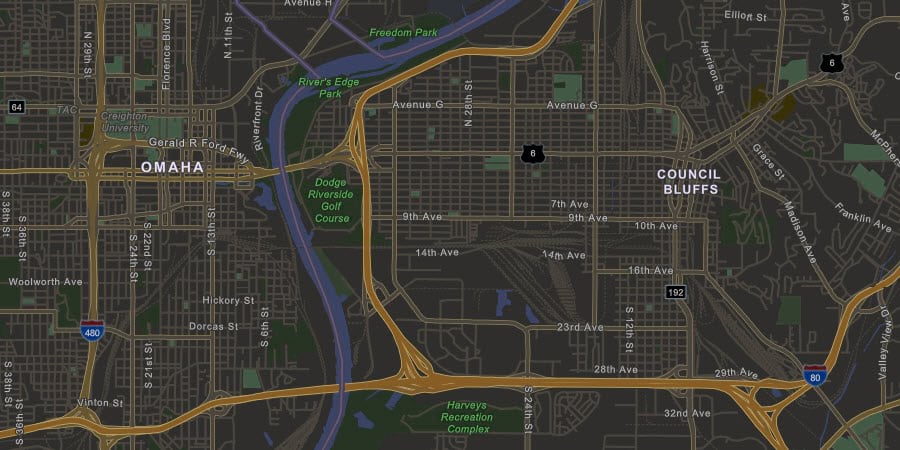 Avenue H
Elliott St
Ave
N 11th St
Florence Blvd
Freedom Park
N 29th St
Harrison St
6
River's Edge
Park
N 28th St
64
TAC
Creighton
University
Riverfront Dr
Avenue G
Avenue G
Gerald R Ford Fwy
OMAHA
6
Grace St
McPhers
COUNCIL
BLUFFS
Dodge
Riverside
Golf
Course
S 38th St
S 36th St
S 22nd St
S 24th St
S 13th St
7th Ave
9th Ave
9th Ave
10th Ave
Madison Ave
Franklin Ave
14th Ave
14th Ave
16th Ave
Woolworth Ave
192
Hickory St
S 6th St
Dorcas St
480
23rd Ave
S 12th St
Valley View Dr
S 21st St
28th Ave
29th Ave
80
S 38th St
S 36th St
Vinton St
Harveys
Recreation
Complex
S 24th St
32nd Ave